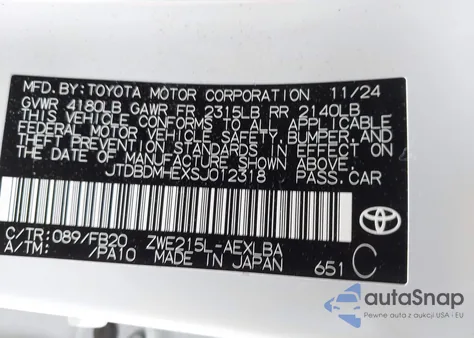 MFD. BY: TOYOTA MOTOR CORPORATION 11/24
GVWR 4180LB GAWR FR 2315LB RR 2140LB
THIS VEHICLE CONFORMS TO ALL APPLICABLE
FEDERAL MOTOR VEHICLE SAFETY, BUMPER, AND
THEFT PREVENTION STANDARDS IN EFFECT ON
THE DATE OF MANUFACTURE SHOWN ABOVE.
JTDBDMHEXSJ012318 PASS.CAR
C/TR: 089/FB20 ZWE215L-AEXLBA
A/TM: /PA10 MADE IN JAPAN 651 C
TOYOTA
autoSnap
Pewne auta z aukcji USA - EU